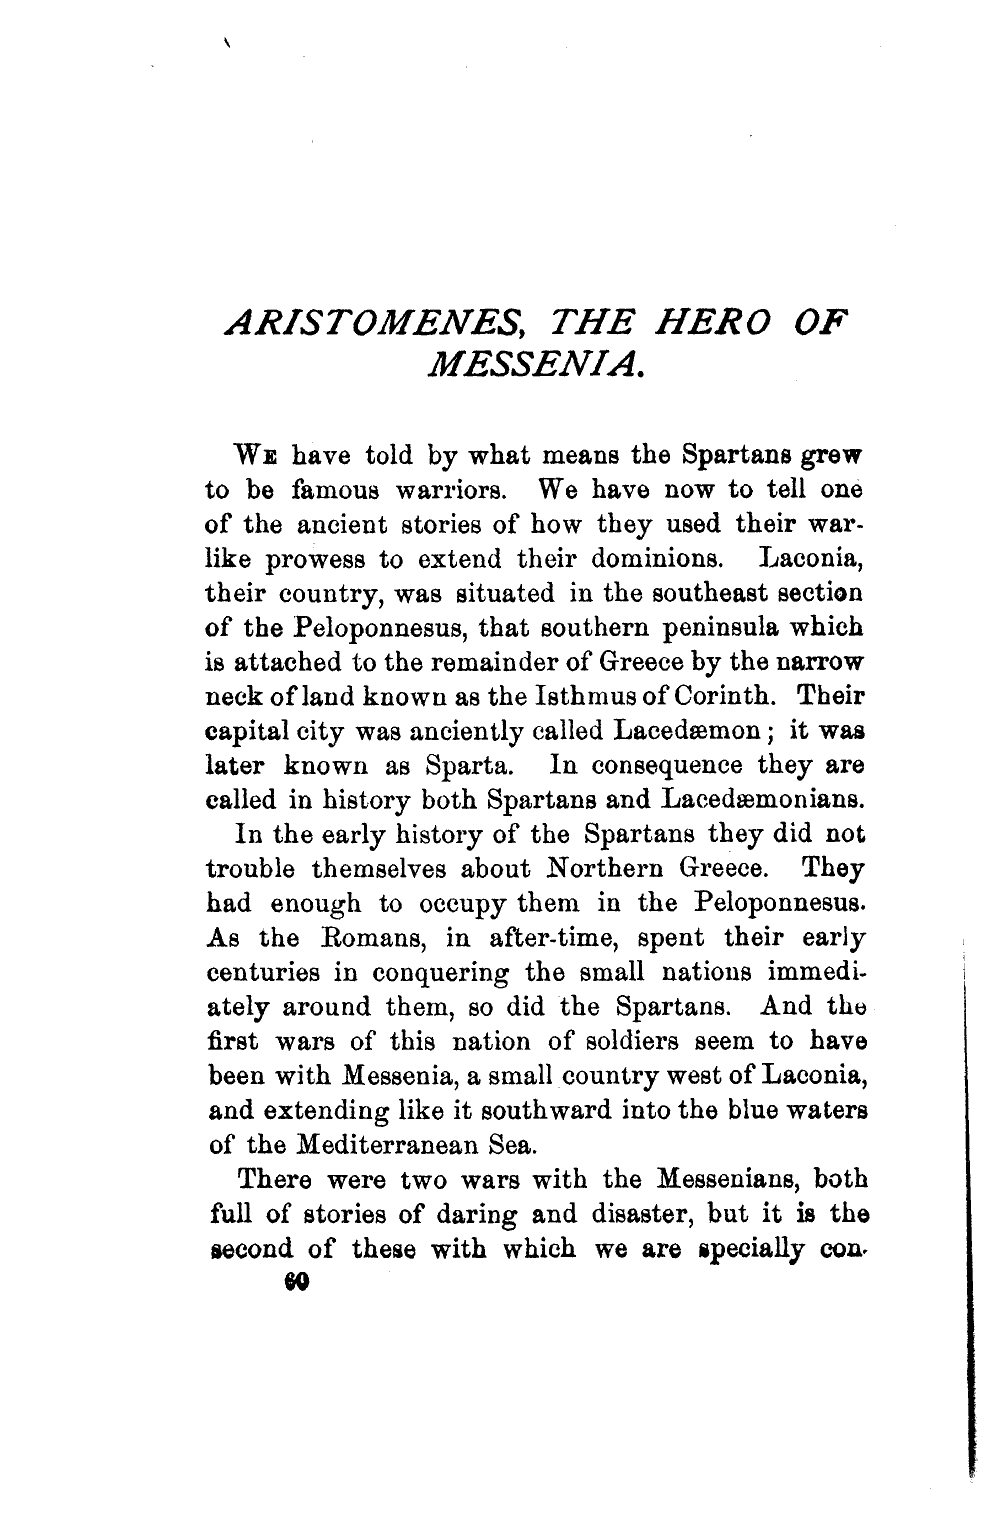 ARISTOMENES, THE HERO OF
MESSENIA.
WE have told by what means the Spartans grew
to be famous warriors. We have now to tell one
of the ancient stories of how they used their war-
like prowess to extend their dominions. Laconia,
their country, was situated in the southeast section
of the Peloponnesus, that southern peninsula which
is attached to the remainder of Greece by the narrow
neck of land known as the Isthmus of Corinth. Their
capital city was anciently called Lacedæmon; it was
later known as Sparta. In consequence they are
called in history both Spartans and Lacedæmonians.
In the early history of the Spartans they did not
trouble themselves about Northern Greece. They
had enough to occupy them in the Peloponnesus.
As the Romans, in after-time, spent their early
centuries in conquering the small nations immedi-
ately around them, so did the Spartans. And the
first wars of this nation of soldiers seem to have
been with Messenia, a small country west of Laconia,
and extending like it southward into the blue waters
of the Mediterranean Sea.
There were two wars with the Messenians, both
full of stories of daring and disaster, but it is the
second of these with which we are specially con-
60